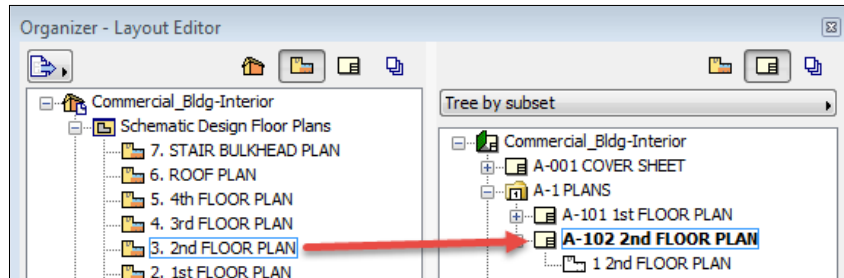 Organizer - Layout Editor
Commercial_Bldg-Interior
Schematic Design Floor Plans
7. STAIR BULKHEAD PLAN
6. ROOF PLAN
5. 4th FLOOR PLAN
4. 3rd FLOOR PLAN
3. 2nd FLOOR PLAN
2. 1st FLOOR PLAN
Tree by subset
Commercial_Bldg-Interior
A-001 COVER SHEET
A-1 PLANS
A-101 1st FLOOR PLAN
A-102 2nd FLOOR PLAN
1 2nd FLOOR PLAN